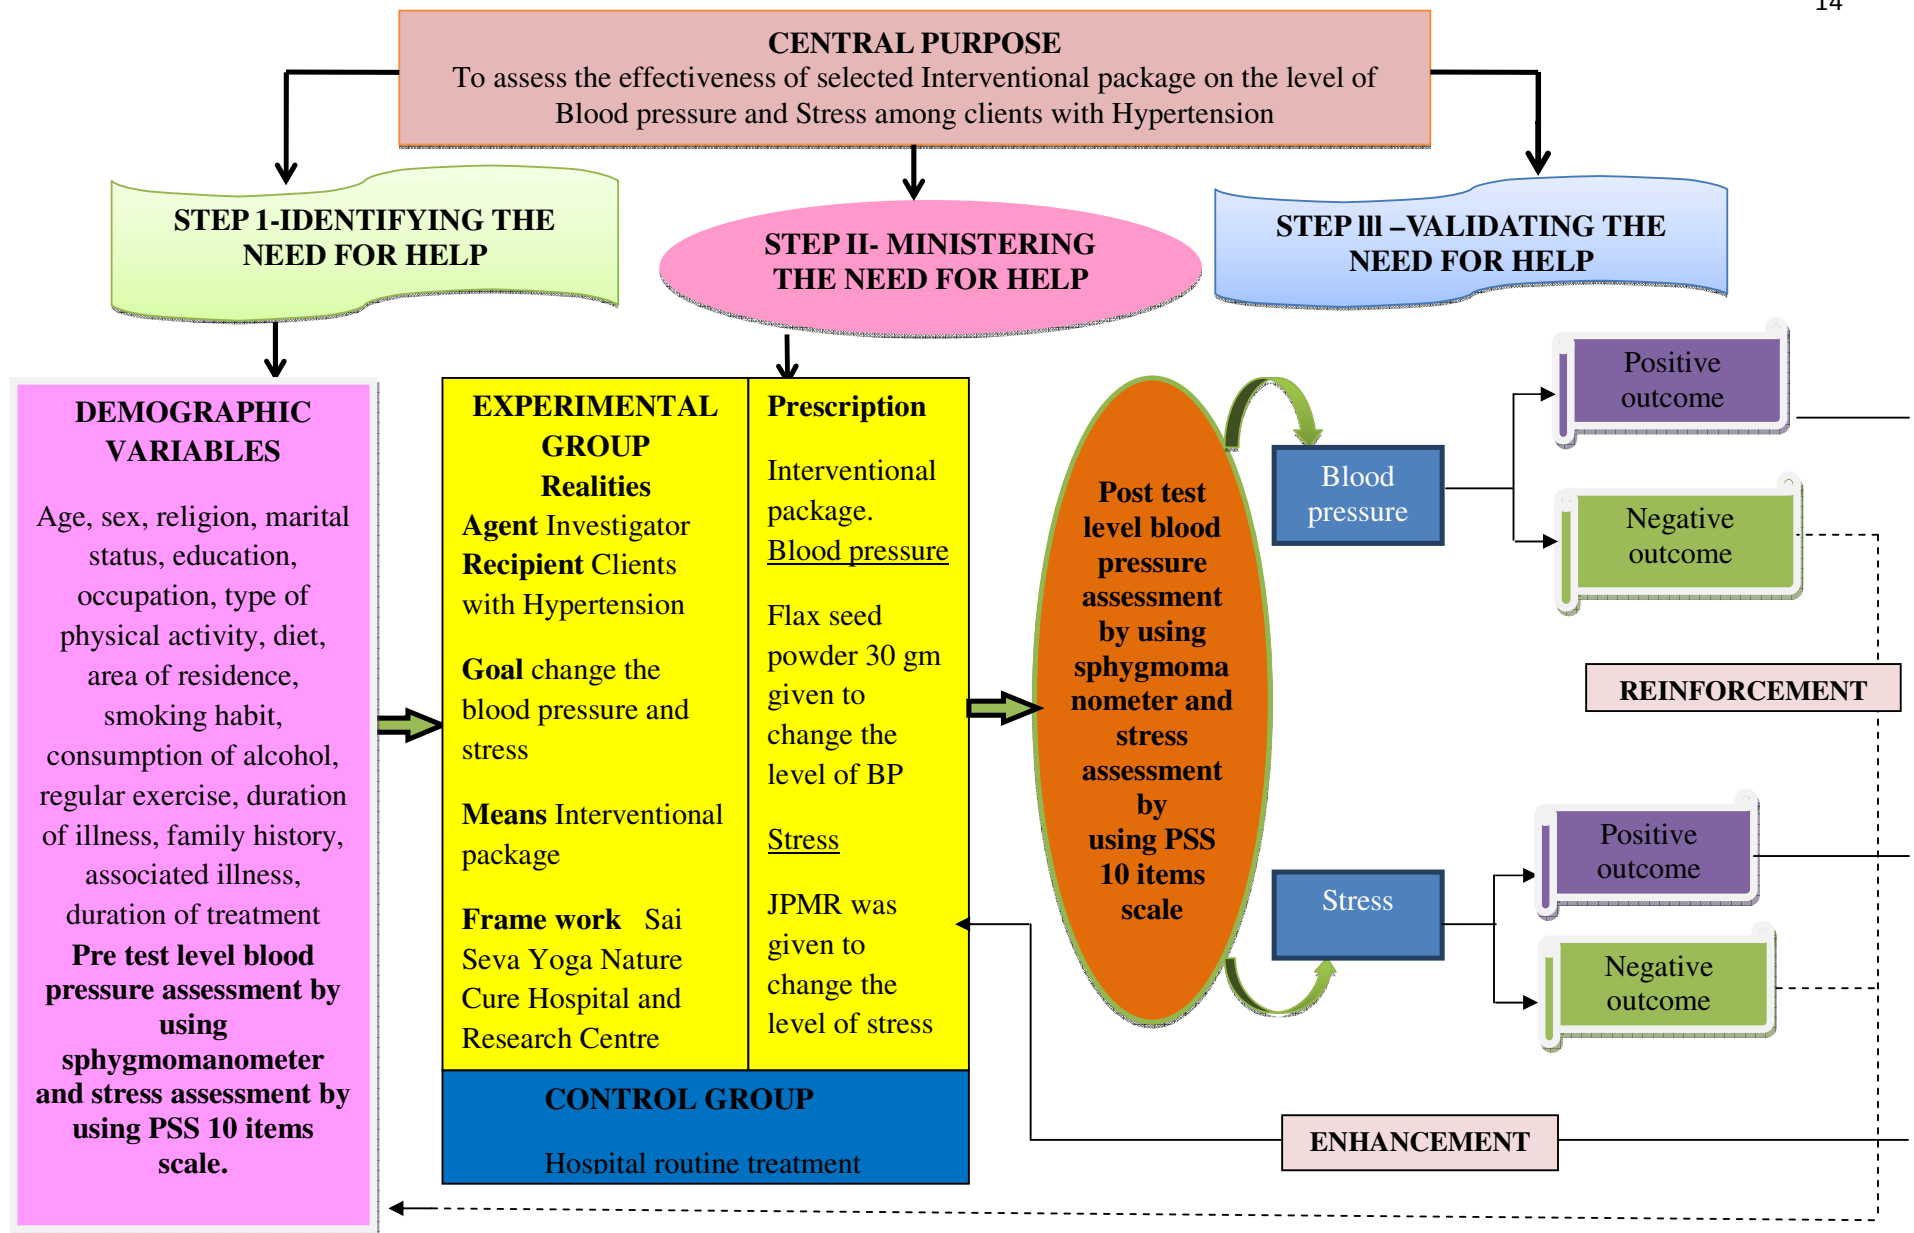 14
CENTRAL PURPOSE
To assess the effectiveness of selected Interventional package on the level of
Blood pressure and Stress among clients with Hypertension
STEP 1-IDENTIFYING THE
NEED FOR HELP
STEP II- MINISTERING
THE NEED FOR HELP
STEP lll –VALIDATING THE
NEED FOR HELP
DEMOGRAPHIC
VARIABLES
Age, sex, religion, marital
status, education,
occupation, type of
physical activity, diet,
area of residence,
smoking habit,
consumption of alcohol,
regular exercise, duration
of illness, family history,
associated illness,
duration of treatment
Pre test level blood
pressure assessment by
using
sphygmomanometer
and stress assessment by
using PSS 10 items
scale.
EXPERIMENTAL
GROUP
Realities
Agent Investigator
Recipient Clients
with Hypertension
Goal change the
blood pressure and
stress
Means Interventional
package
Frame work Sai
Seva Yoga Nature
Cure Hospital and
Research Centre
Prescription
Interventional
package.
Blood pressure
Flax seed
powder 30 gm
given to
change the
level of BP
Stress
JPMR was
given to
change the
level of stress
CONTROL GROUP
Hospital routine treatment
Post test
level blood
pressure
assessment
by using
sphygmoma
nometer and
stress
assessment
by
using PSS
10 items
scale
Blood
pressure
Positive
outcome
Negative
outcome
REINFORCEMENT
Stress
Positive
outcome
Negative
outcome
ENHANCEMENT